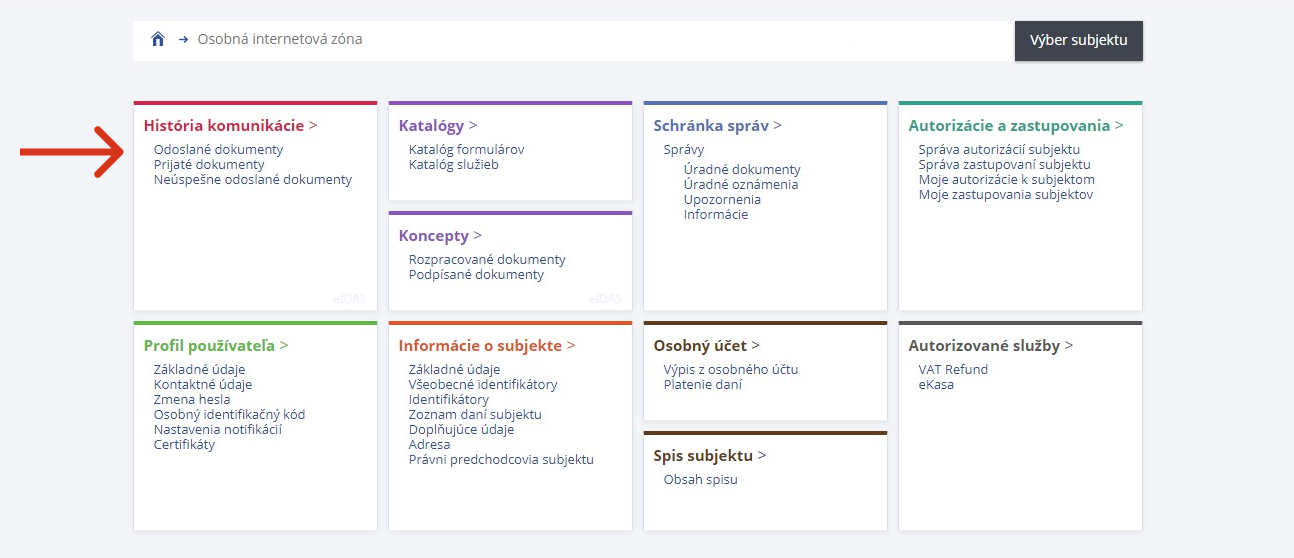 Osobná internetová zóna
Výber subjektu
História komunikácie >
Odoslané dokumenty
Prijaté dokumenty
Neúspešne odoslané dokumenty
eIDAS
Katalógy >
Katalóg formulárov
Katalóg služieb
Koncepty >
Rozpracované dokumenty
Podpísané dokumenty
eIDAS
Schránka správ >
Správy
Úradné dokumenty
Úradné oznámenia
Upozornenia
Informácie
Autorizácie a zastupovania >
Správa autorizácií subjektu
Správa zastupovaní subjektu
Moje autorizácie k subjektom
Moje zastupovania subjektov
Profil používateľa >
Základné údaje
Kontaktné údaje
Zmena hesla
Osobný identifikačný kód
Nastavenia notifikácií
Certifikáty
Informácie o subjekte >
Základné údaje
Všeobecné identifikátory
Identifikátory
Zoznam daní subjektu
Doplňujúce údaje
Adresa
Právni predchodcovia subjektu
Osobný účet >
Výpis z osobného účtu
Platenie daní
Spis subjektu >
Obsah spisu
Autorizované služby >
VAT Refund
eKasa